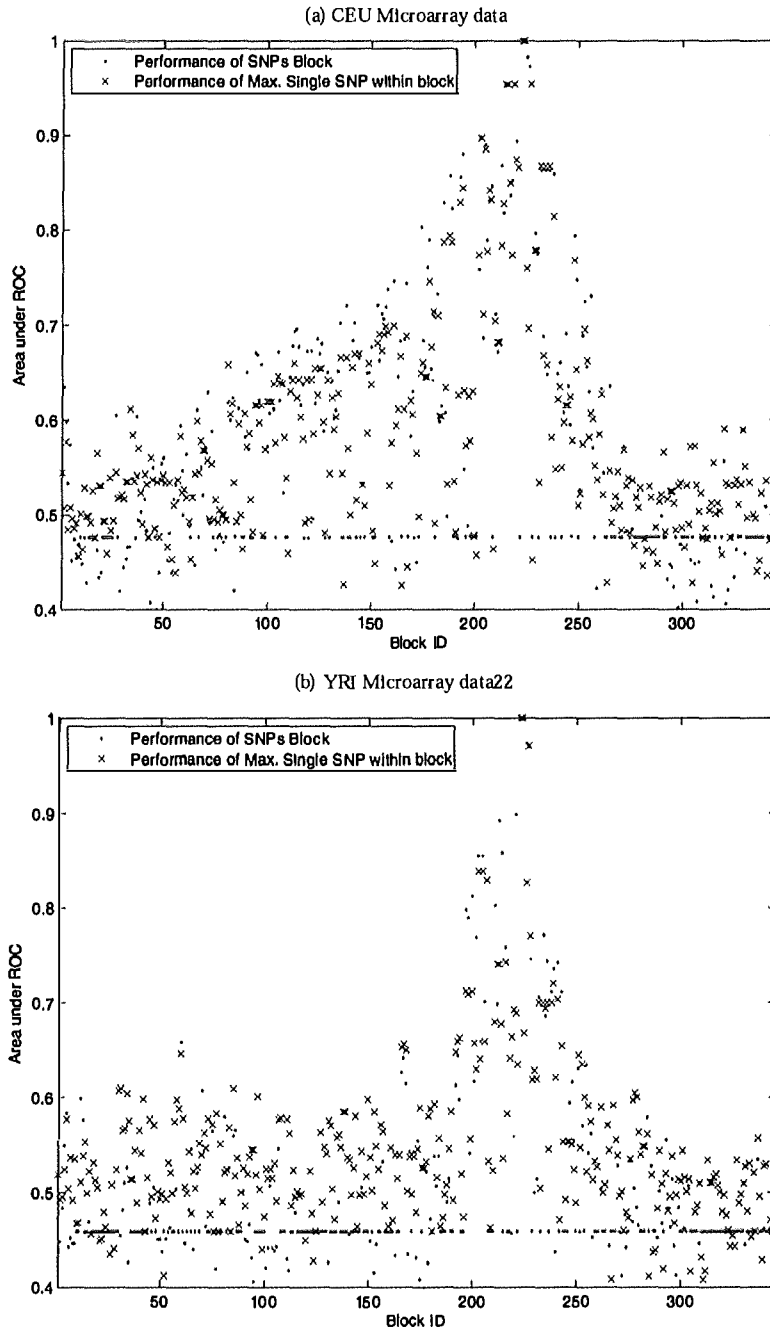 (a) CEU Microarray data
1
0.9
0.8
0.7
0.6
0.5
0.4
Area under ROC
Performance of SNPs Block
Performance of Max. Single SNP within block
50 100 150 200 250 300
Block ID
(b) YRI Microarray data22
1
0.9
0.8
0.7
0.6
0.5
0.4
Area under ROC
Performance of SNPs Block
Performance of Max. Single SNP within block
50 100 150 200 250 300
Block ID